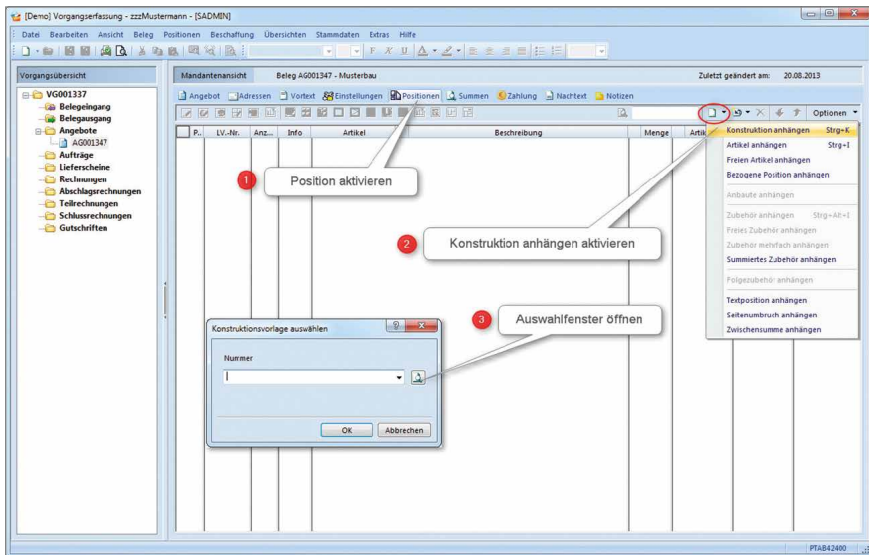 [Demo] Vorgangserfassung - zzzMustermann - [SADMIN]
Datei Bearbeiten Ansicht Beleg Positionen Beschaffung Übersichten Stammdaten Extras Hilfe
F K U
Vorgangsübersicht
Mandantenansicht Beleg AG001347 - Musterbau Zuletzt geändert am: 20.08.2013
VG001337
Belegeingang
Belegausgang
Angebote
AG001347
Aufträge
Lieferscheine
Rechnungen
Abschlagsrechnungen
Teilrechnungen
Schlussrechnungen
Gutschriften
Angebot Adressen Vortext Einstellungen Positionen Summen Zahlung Nachtext Notizen
Optionen
P.. LV.-Nr. Anz... Info Artikel Beschreibung Menge Artik
Konstruktion anhängen Strg+K
Artikel anhängen Strg+I
Freien Artikel anhängen
Bezogene Position anhängen
Anbaute anhängen
Zubehör anhängen Strg+Alt+I
Freies Zubehör anhängen
Zubehör mehrfach anhängen
Summiertes Zubehör anhängen
Folgezubehör anhängen
Textposition anhängen
Seitenumbruch anhängen
Zwischensumme anhängen
1 Position aktivieren
2 Konstruktion anhängen aktivieren
3 Auswahlfenster öffnen
Konstruktionsvorlage auswählen
Nummer
OK Abbrechen
PTAB42400